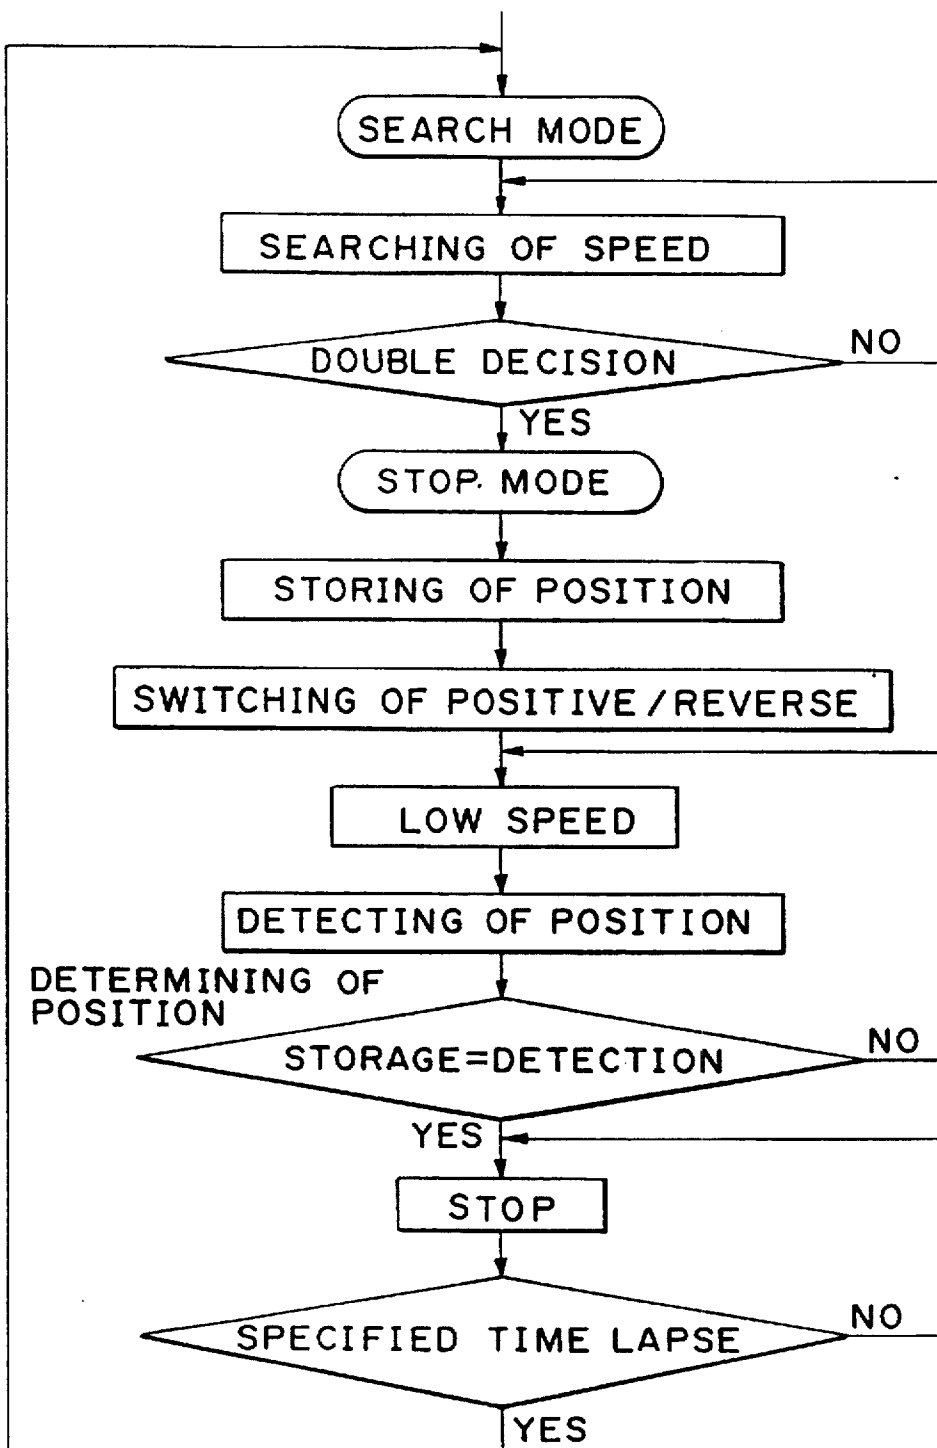 SEARCH MODE
SEARCHING OF SPEED
DOUBLE DECISION
NO
YES
STOP MODE
STORING OF POSITION
SWITCHING OF POSITIVE/REVERSE
LOW SPEED
DETECTING OF POSITION
DETERMINING OF
POSITION
STORAGE=DETECTION
NO
YES
STOP
SPECIFIED TIME LAPSE
NO
YES